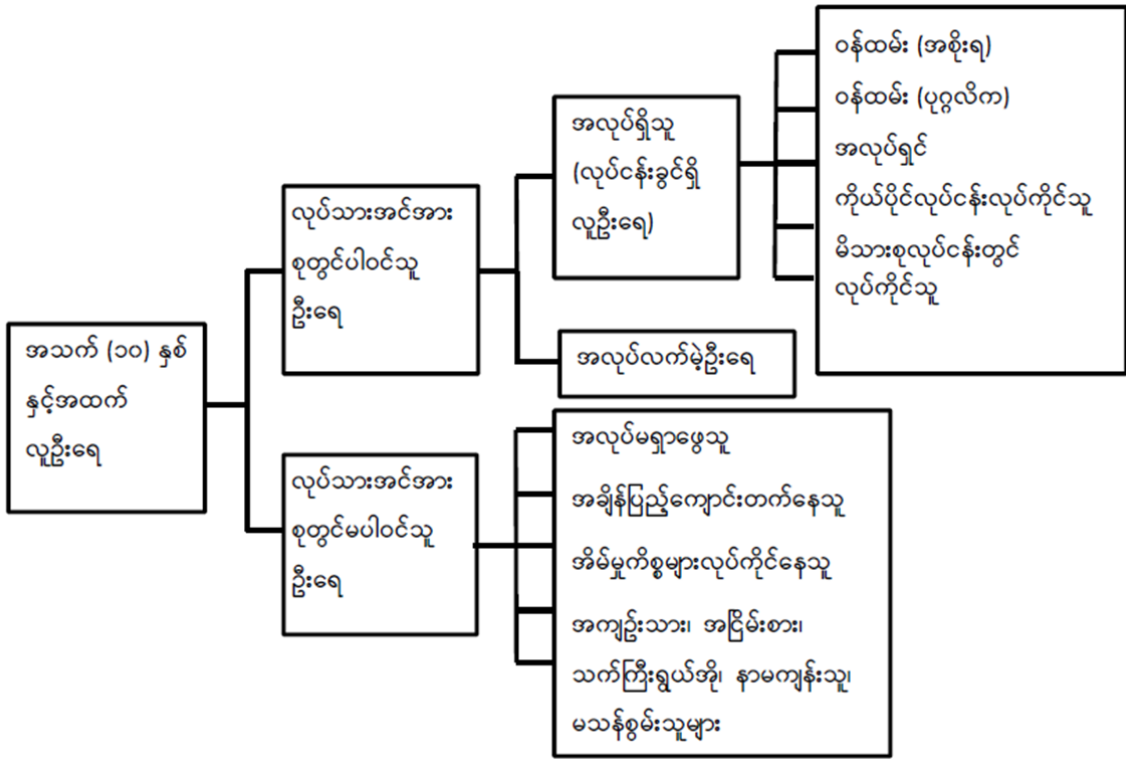 အသက် (၁၀) နှစ်
နှင့်အထက်
လူဦးရေ
လုပ်သားအင်အား
စုတွင်ပါဝင်သူ
ဦးရေ
လုပ်သားအင်အား
စုတွင်မပါဝင်သူ
ဦးရေ
အလုပ်ရှိသူ
(လုပ်ငန်းခွင်ရှိ
လူဦးရေ)
အလုပ်လက်မဲ့ဦးရေ
ဝန်ထမ်း (အစိုးရ)
ဝန်ထမ်း (ပုဂ္ဂလိက)
အလုပ်ရှင်
ကိုယ်ပိုင်လုပ်ငန်းလုပ်ကိုင်သူ
မိသားစုလုပ်ငန်းတွင်
လုပ်ကိုင်သူ
အလုပ်မရှာဖွေသူ
အချိန်ပြည့်ကျောင်းတက်နေသူ
အိမ်မှုကိစ္စများလုပ်ကိုင်နေသူ
အကျဉ်းသား၊ အငြိမ်းစား၊
သက်ကြီးရွယ်အို၊ နာမကျန်းသူ၊
မသန်စွမ်းသူများ